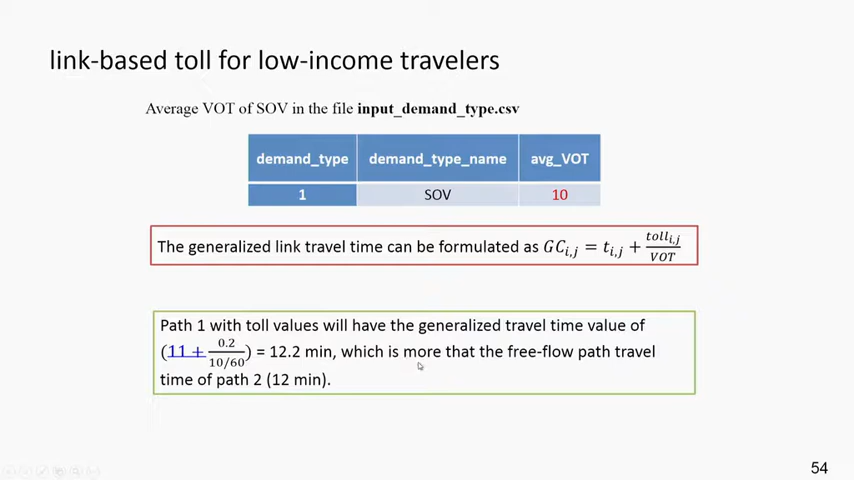 link-based toll for low-income travelers
Average VOT of SOV in the file input_demand_type.csv
demand_type demand_type_name avg_VOT
1 SOV 10
The generalized link travel time can be formulated as GC_{i,j} = t_{i,j} + toll_{i,j}/VOT
Path 1 with toll values will have the generalized travel time value of
(11 + 0.2/10/60) = 12.2 min, which is more that the free-flow path travel
time of path 2 (12 min).
54